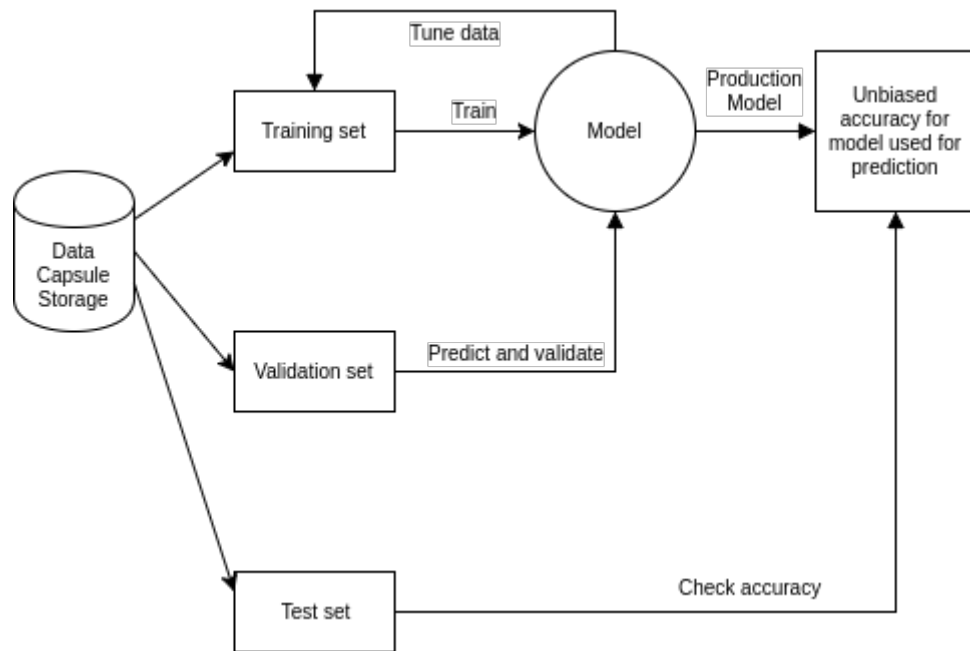 Tune data
Training set
Train
Model
Production
Model
Unbiased
accuracy for
model used for
prediction
Data
Capsule
Storage
Validation set
Predict and validate
Test set
Check accuracy